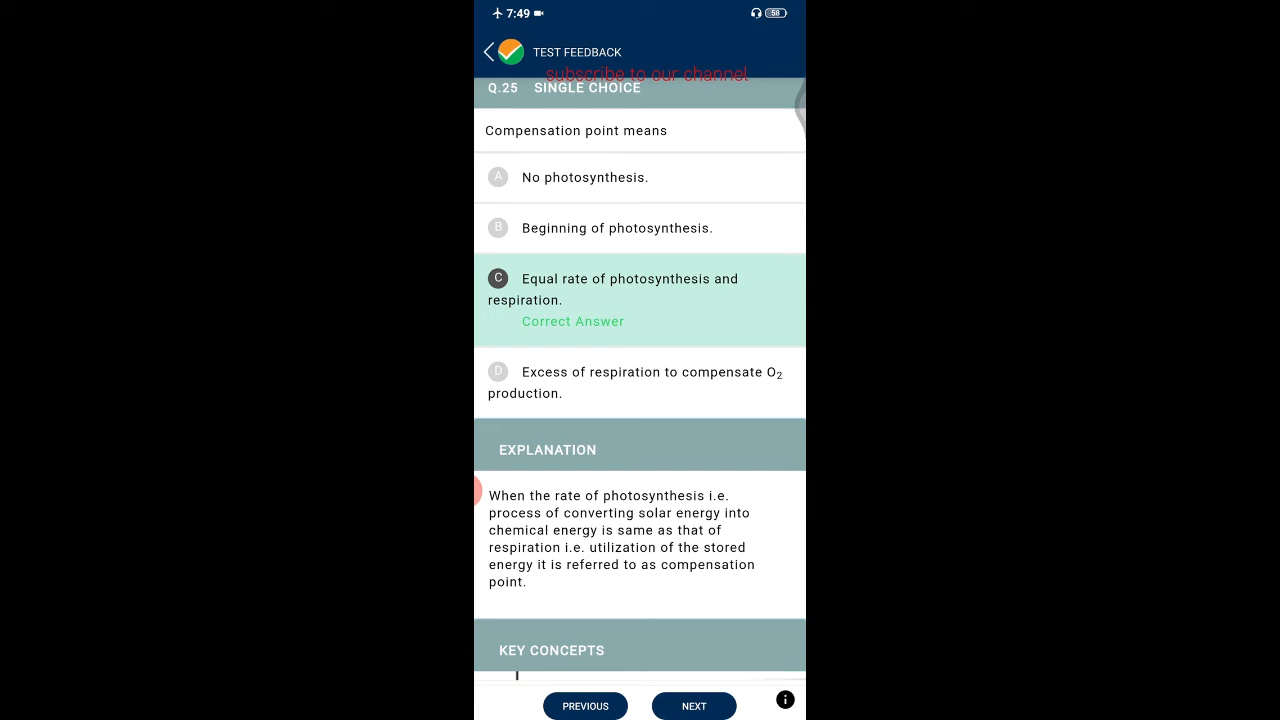 7:49
58
TEST FEEDBACK
subscribe to our channel
Q.25 SINGLE CHOICE
Compensation point means
A No photosynthesis.
B Beginning of photosynthesis.
C Equal rate of photosynthesis and
respiration.
Correct Answer
D Excess of respiration to compensate O₂
production.
EXPLANATION
When the rate of photosynthesis i.e.
process of converting solar energy into
chemical energy is same as that of
respiration i.e. utilization of the stored
energy it is referred to as compensation
point.
KEY CONCEPTS
PREVIOUS NEXT i